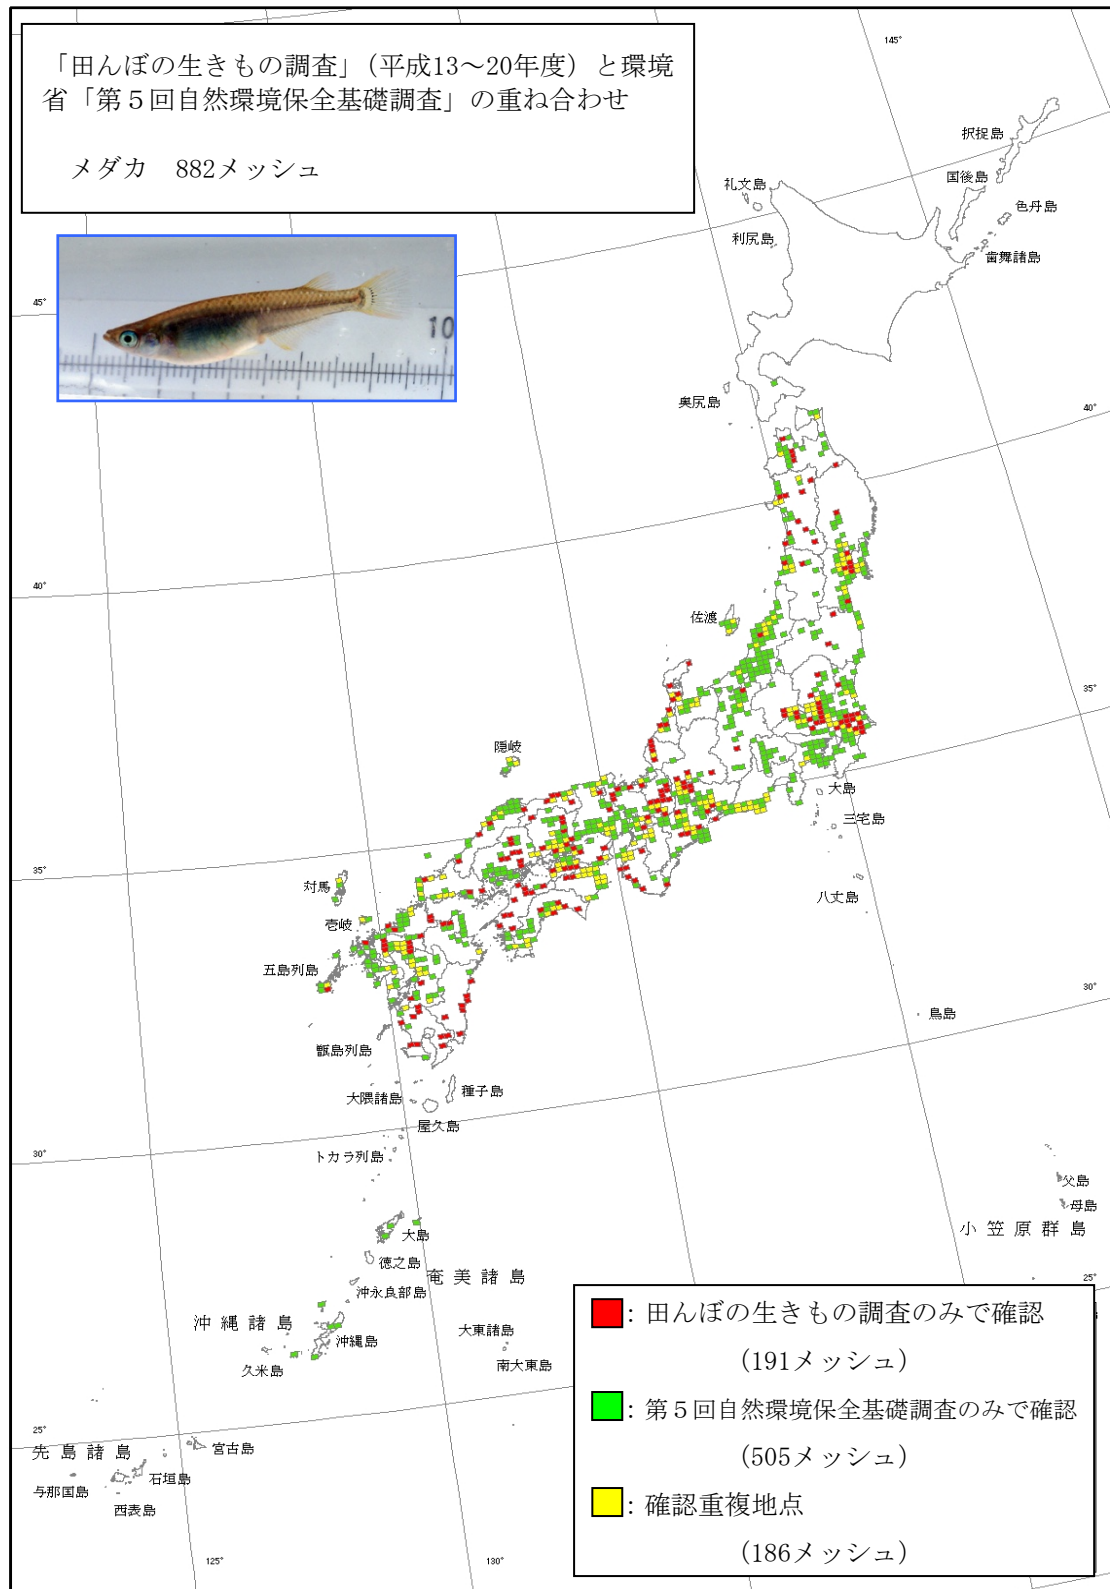 「田んぼの生きもの調査」（平成13～20年度）と環境
省「第５回自然環境保全基礎調査」の重ね合わせ
メダカ　882メッシュ
145°
択捉島
国後島
礼文島
色丹島
利尻島
歯舞諸島
45°
10
奥尻島
40°
40°
佐渡
35°
隠岐
大島
三宅島
35°
対馬
八丈島
壱岐
五島列島
30°
鳥島
甑島列島
種子島
大隈諸島
屋久島
30°
トカラ列島
父島
母島
小笠原群島
大島
徳之島
奄美諸島
25°
沖永良部島
沖縄諸島
大東諸島
沖縄島
久米島
南大東島
：田んぼの生きもの調査のみで確認
（191メッシュ）
：第５回自然環境保全基礎調査のみで確認
（505メッシュ）
：確認重複地点
（186メッシュ）
25°
先島諸島
宮古島
石垣島
与那国島
西表島
125°
130°